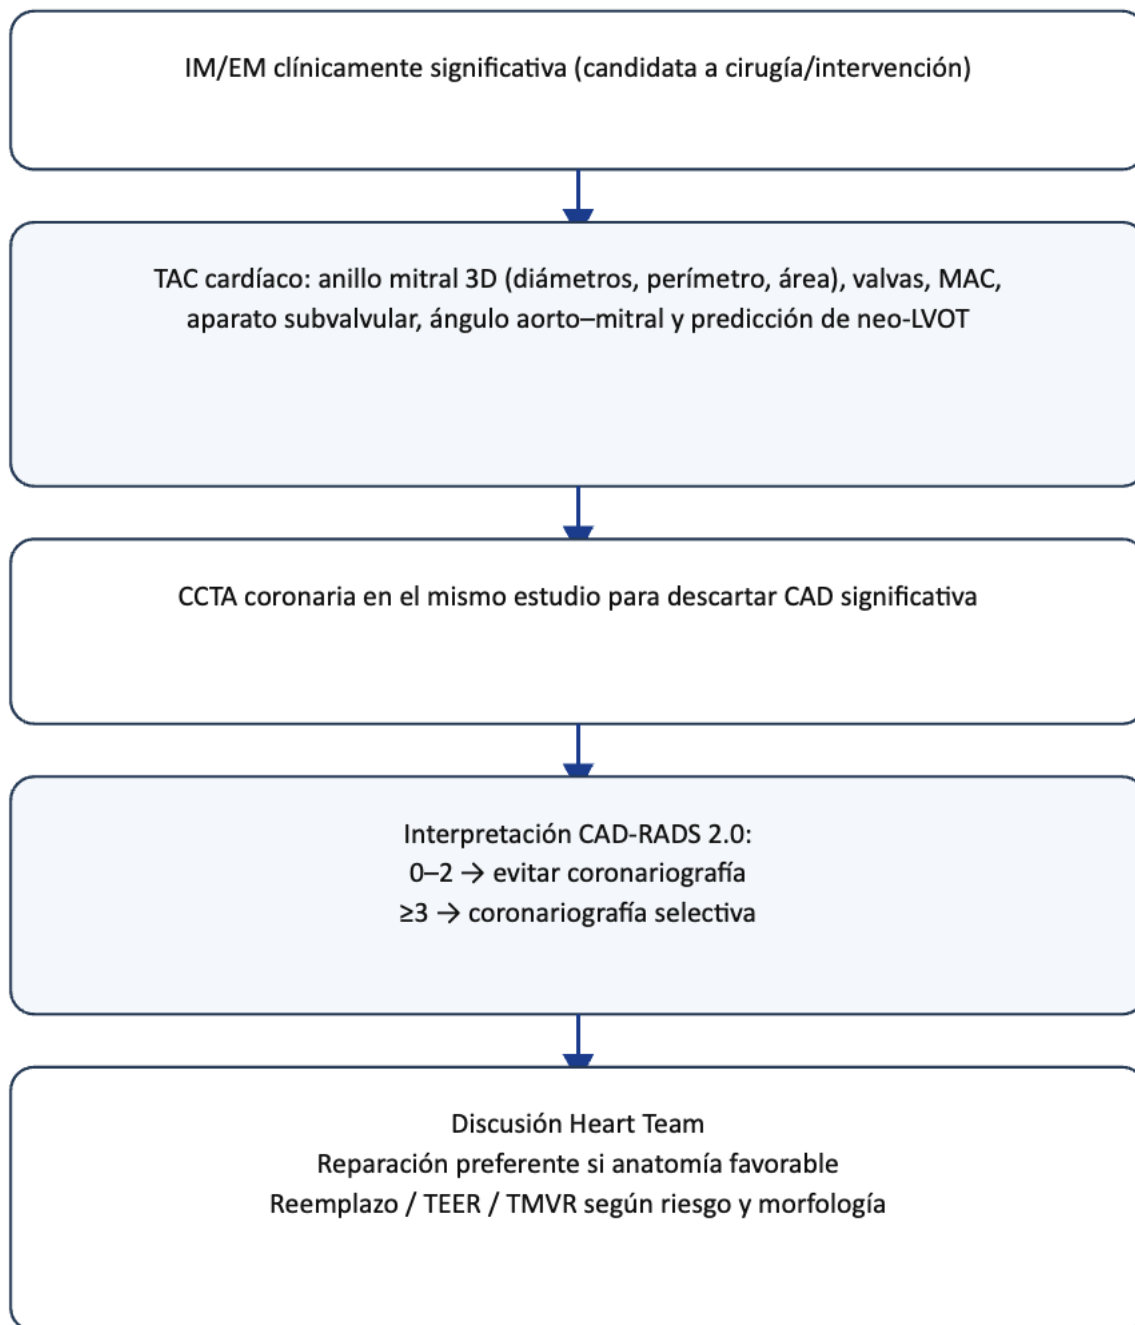 IM/EM clínicamente significativa (candidata a cirugía/intervención)
TAC cardíaco: anillo mitral 3D (diámetros, perímetro, área), valvas, MAC,
aparato subvalvular, ángulo aorto–mitral y predicción de neo-LVOT
CCTA coronaria en el mismo estudio para descartar CAD significativa
Interpretación CAD-RADS 2.0:
0–2 → evitar coronariografía
≥3 → coronariografía selectiva
Discusión Heart Team
Reparación preferente si anatomía favorable
Reemplazo / TEER / TMVR según riesgo y morfología